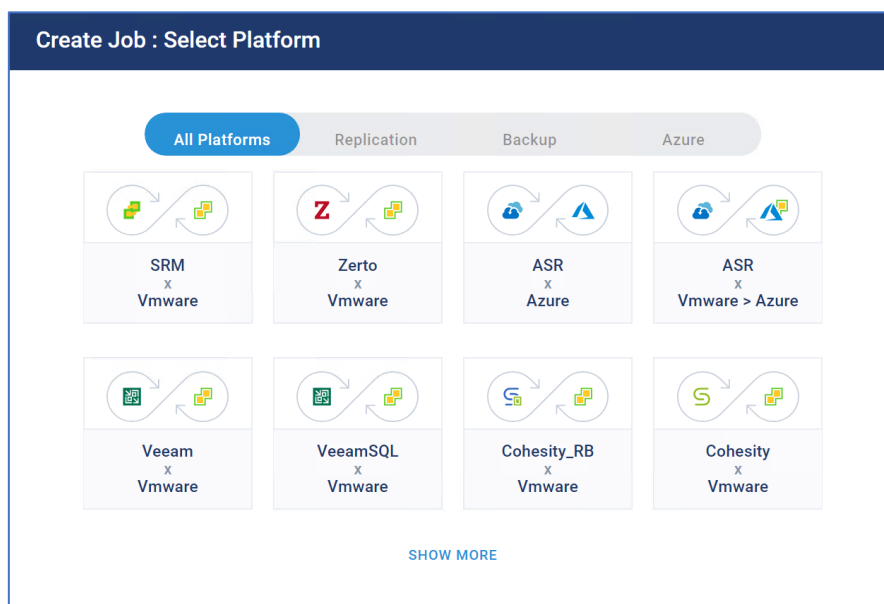 Create Job : Select Platform
All Platforms Replication Backup Azure
SRM
x
Vmware
Z
Zerto
x
Vmware
ASR
x
Azure
ASR
x
Vmware > Azure
Veeam
x
Vmware
VeeamSQL
x
Vmware
Cohesity_RB
x
Vmware
Cohesity
x
Vmware
SHOW MORE